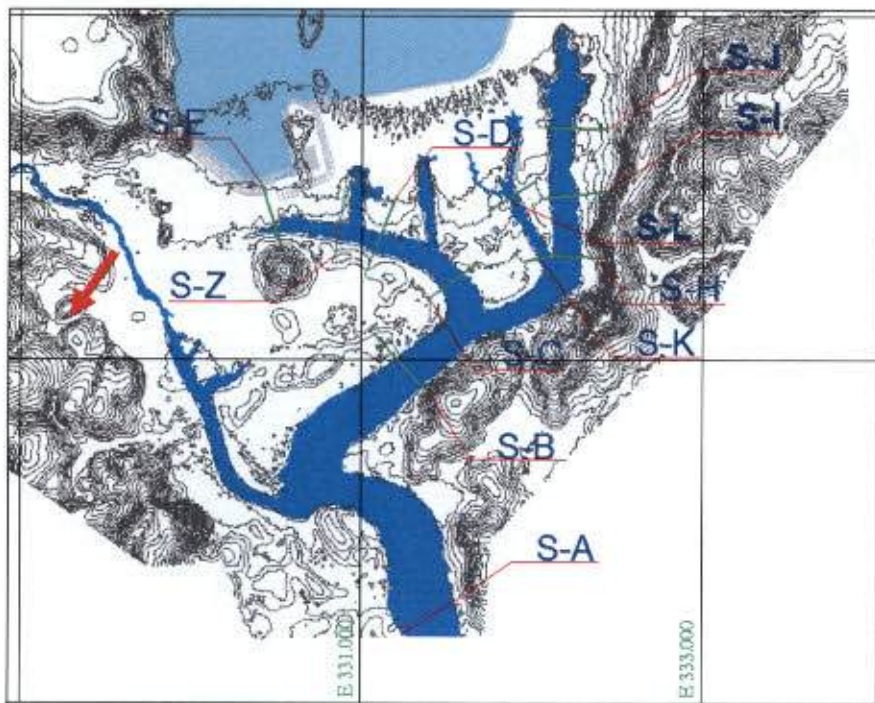 S-J
S-E
S-D
S-I
S-L
S-Z
S-H
S-K
S-C
S-B
S-A
E 331.000
E 333.000